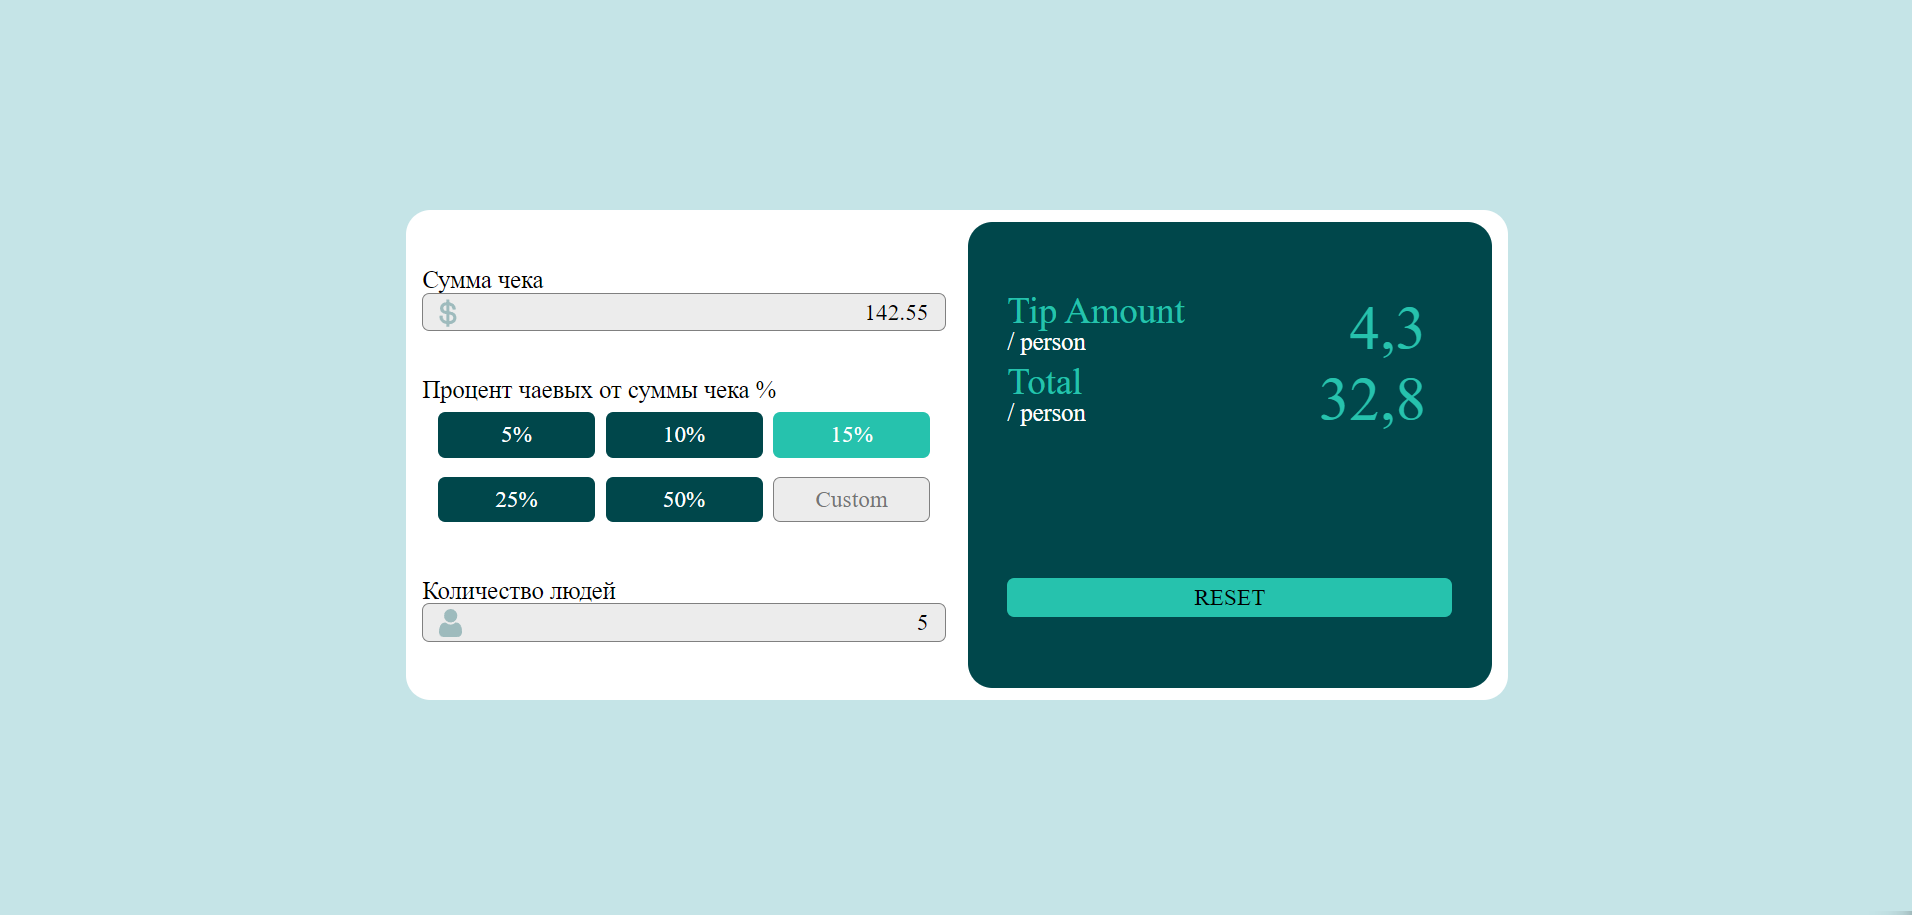 Сумма чека
$ 142.55
Процент чаевых от суммы чека %
5% 10% 15%
25% 50% Custom
Количество людей
5
Tip Amount
/ person
4,3
Total
/ person
32,8
RESET